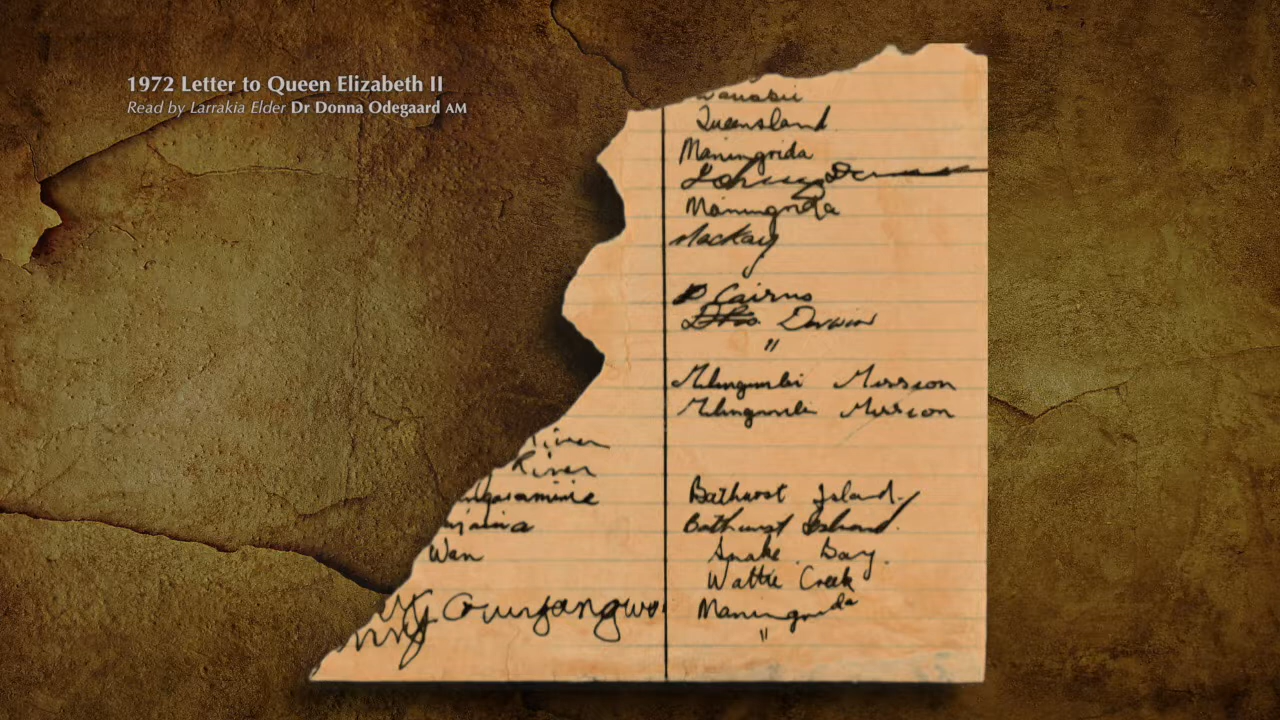 1972 Letter to Queen Elizabeth II
Read by Larrakia Elder Dr Donna Odegaard AM
Queensland
Maningrida
Maningrida
Mackay
"
Cairns
Darwin
"
Milingimbi Mission
Milingimbi Mission
River
River
Bathurst Island.
Bathurst Island.
Wan Snake Bay.
Wattie Creek
Maningrida
"